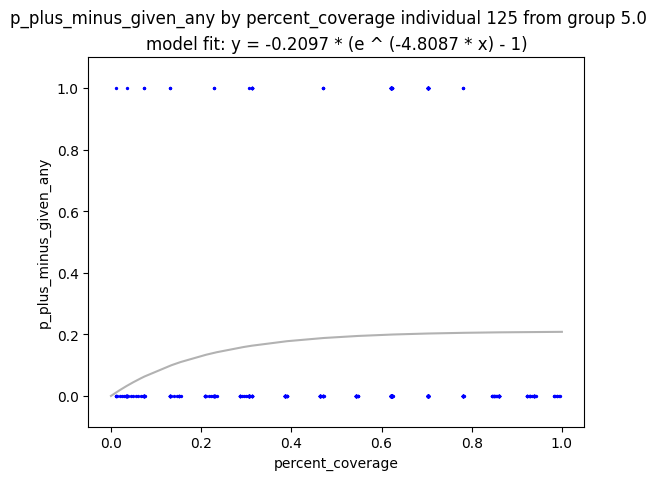 p_plus_minus_given_any by percent_coverage individual 125 from group 5.0
model fit: y = -0.2097 * (e ^ (-4.8087 * x) - 1)
p_plus_minus_given_any
1.0
0.8
0.6
0.4
0.2
0.0
0.0 0.2 0.4 0.6 0.8 1.0
percent_coverage